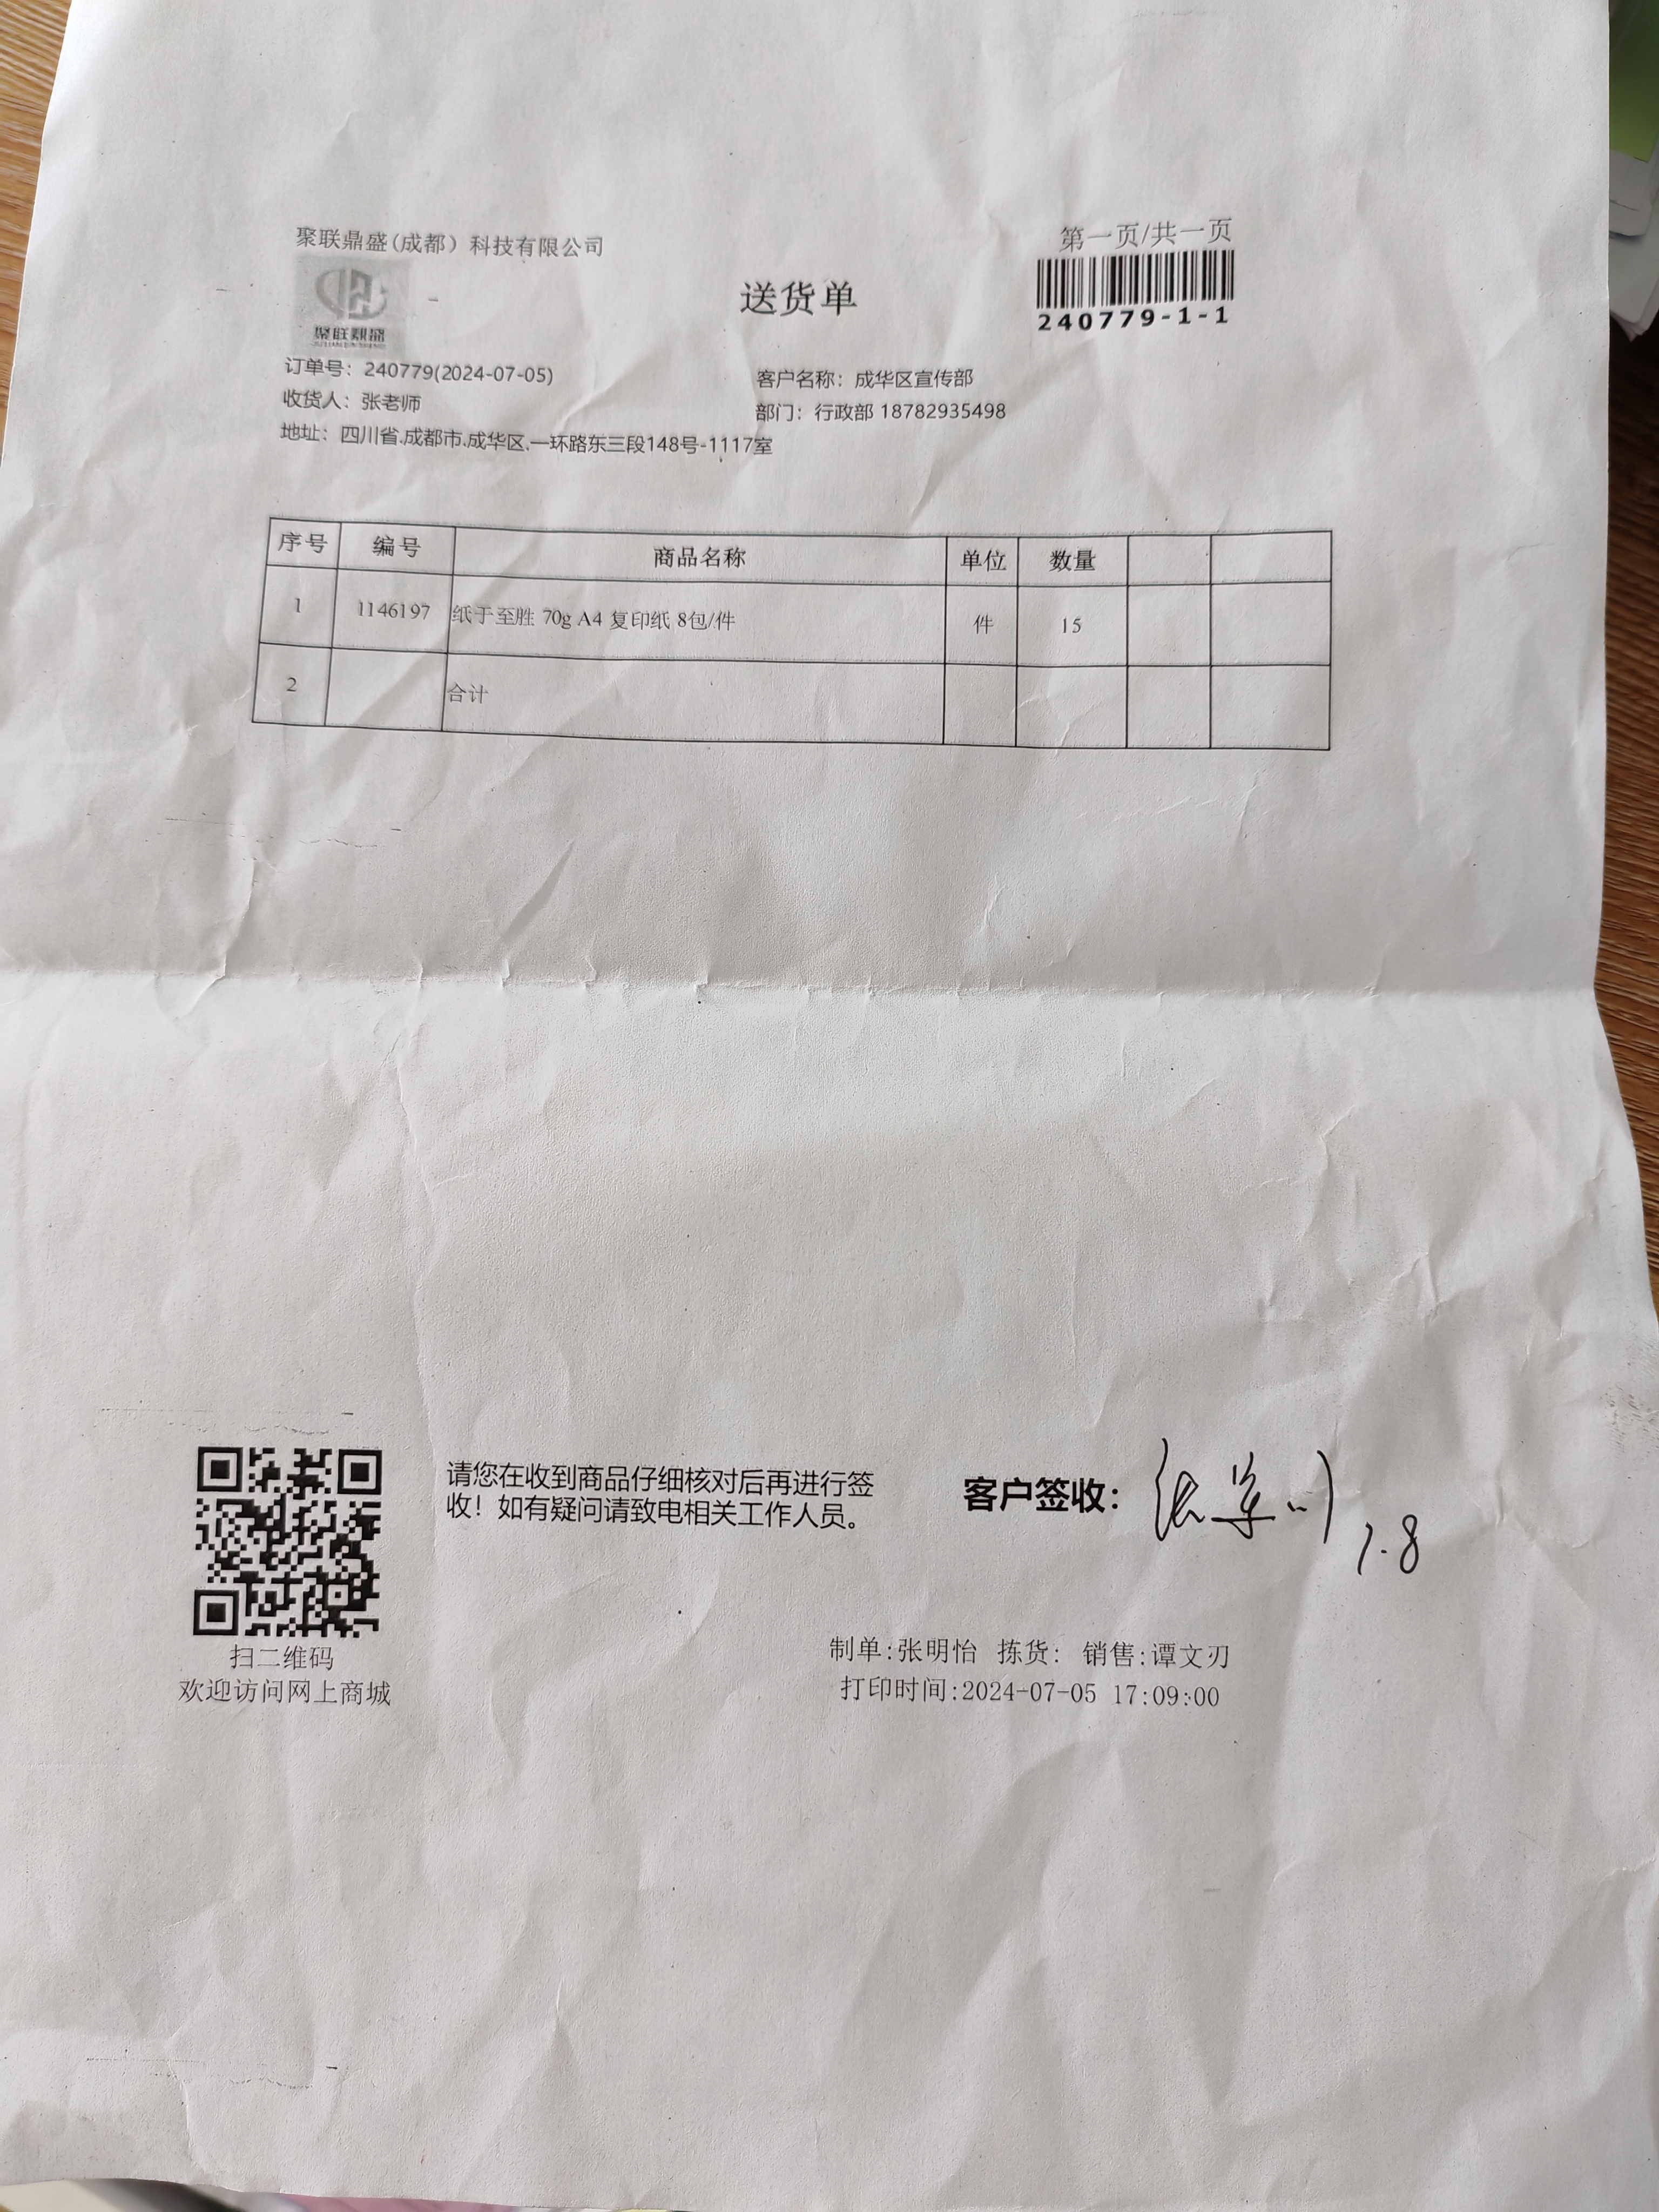 聚联鼎盛(成都)科技有限公司
第一页/共一页
聚联鼎盛
送货单
240779-1-1
订单号：240779(2024-07-05)
客户名称：成华区宣传部
收货人：张老师
部门：行政部 18782935498
地址：四川省.成都市.成华区.一环路东三段148号-1117室
序号 编号 商品名称 单位 数量
1 1146197 纸于至胜 70g A4 复印纸 8包/件 件 15
2 合计
请您在收到商品仔细核对后再进行签
收！如有疑问请致电相关工作人员。
客户签收：
7.8
扫二维码
欢迎访问网上商城
制单:张明怡 拣货: 销售:谭文刃
打印时间:2024-07-05 17:09:00